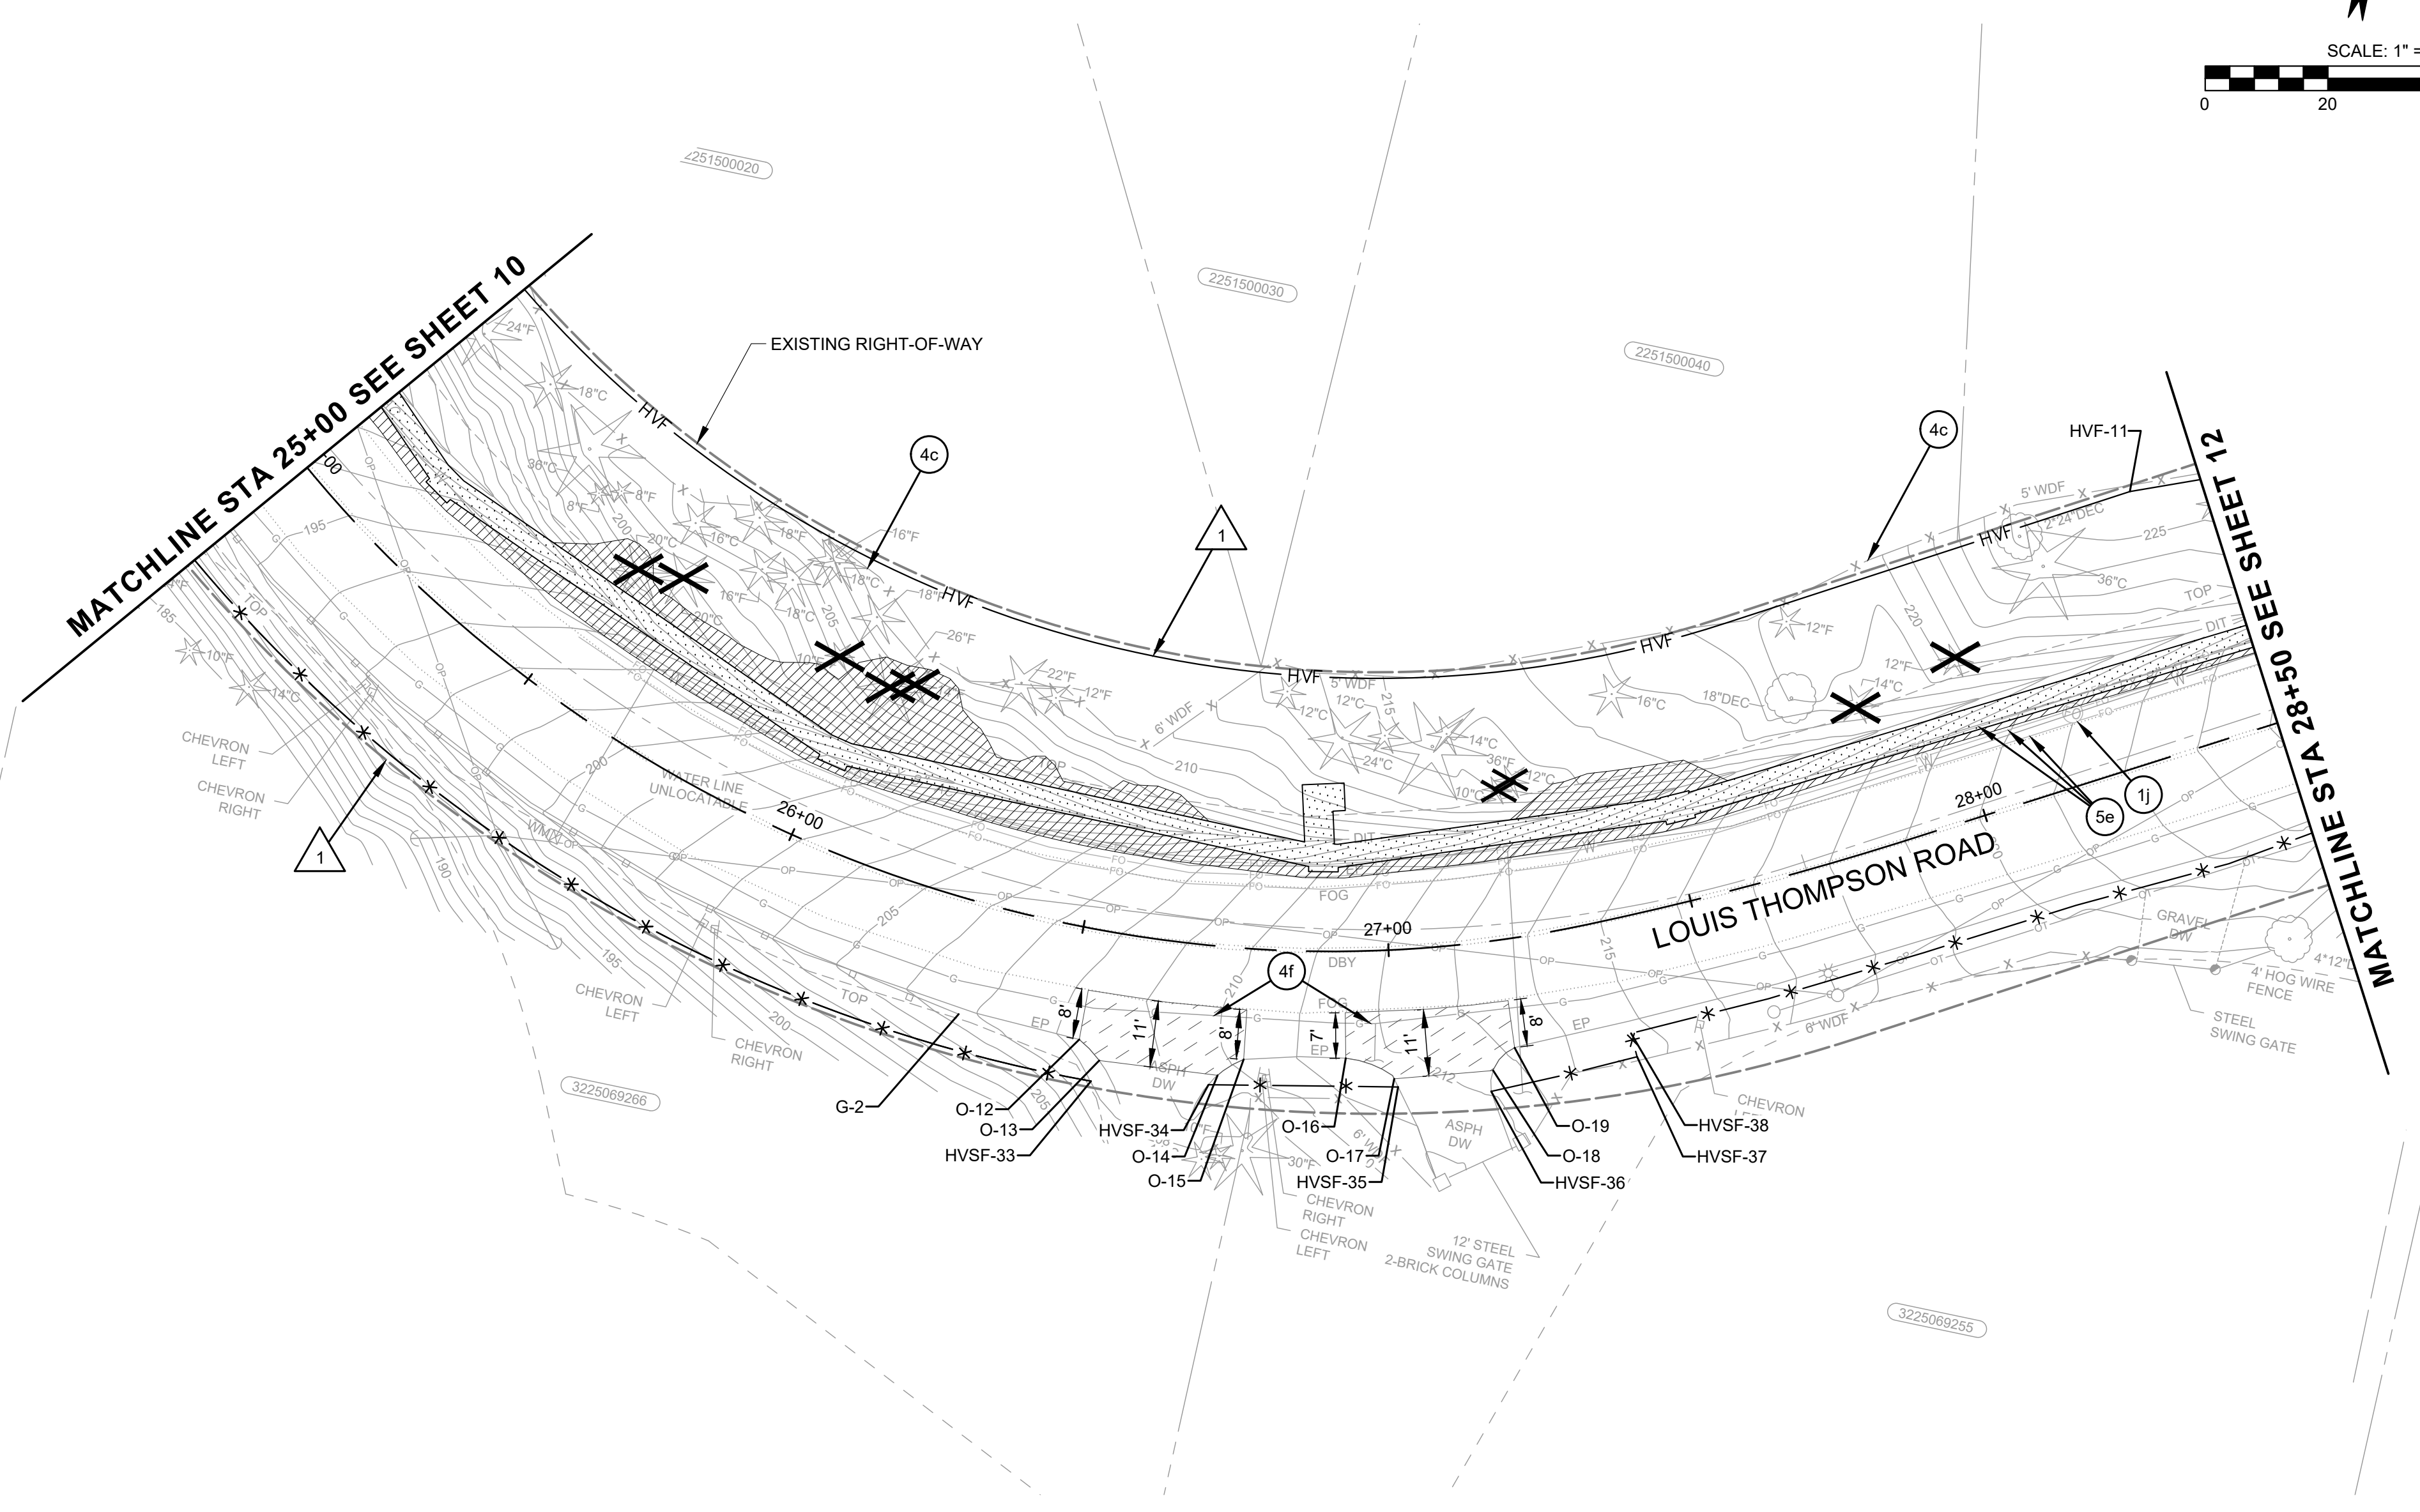 SCALE: 1" =
0
20
2251500020
2251500030
2251500040
MATCHLINE STA 25+00 SEE SHEET 10
EXISTING RIGHT-OF-WAY
HVF
4c
4c
HVF-11
1
MATCHLINE STA 28+50 SEE SHEET 12
24"F
18"C
36"C
8"F
8"F
200
20"C
16"C
18"F
16"F
18"C
16"F
18"C
20"C
205
18"F
HVF
26"F
10"F
22"F
12"F
HVF
5' WDF
12"C
12"C
215
6' WDF
210
14"C
24"C
36"F
10"C
12"C
16"C
HVF
18"DEC
12"F
12"F
14"C
220
HVF
5' WDF
2*24"DEC
36"C
225
TOP
DIT
195
185
TOP
10"F
14"C
CHEVRON
LEFT
CHEVRON
RIGHT
1
190
195
200
WATER LINE
UNLOCATABLE
26+00
205
TOP
DIT
FOG
27+00
DBY
28+00
LOUIS THOMPSON ROAD
5e
1j
4f
210
FOG
215
EP
8'
11'
8'
7'
EP
11'
8'
EP
ASPH
DW
212
ASPH
DW
6' WDF
GRAVEL
DW
4' HOG WIRE
FENCE
STEEL
SWING GATE
CHEVRON
LEFT
CHEVRON
RIGHT
200
205
3225069266
G-2
O-12
O-13
HVSF-33
HVSF-34
O-14
O-15
O-16
O-17
HVSF-35
O-19
O-18
HVSF-36
HVSF-38
HVSF-37
CHEVRON
30"F
CHEVRON
RIGHT
CHEVRON
LEFT
12' STEEL
SWING GATE
2-BRICK COLUMNS
3225069255